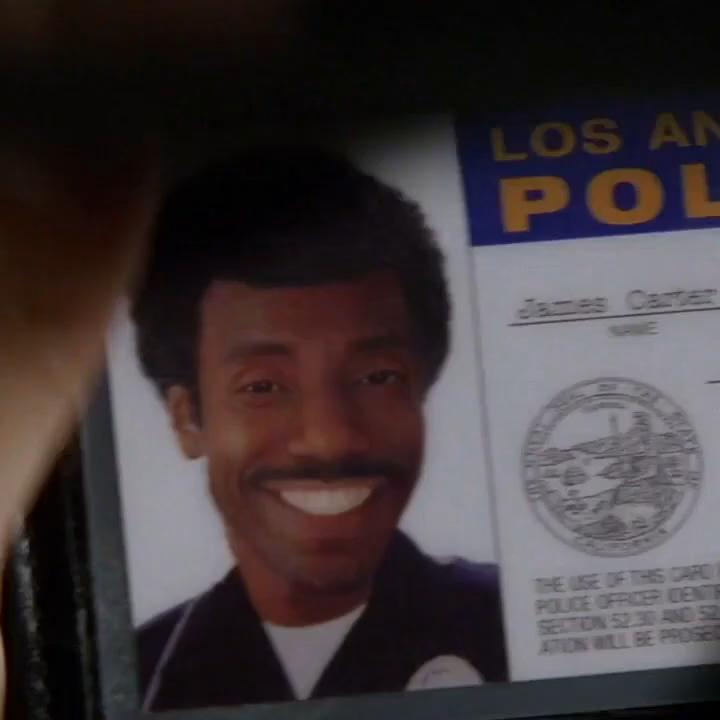 LOS AN
POL
James Carter
NAME
THE USE OF THIS CARD
POLICE OFFICER IDENTI
SECTION 52.30 AND 52
ATION WILL BE PROSE
CALIFORNIA